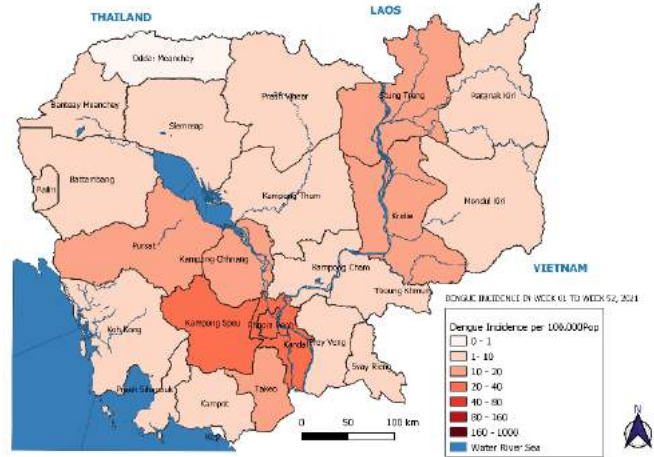 THAILAND
LAOS
Oddar Meanchey
Banteay Meanchey
Siemreap
Preah Vihear
Stung Treng
Ratanak Kiri
Pailin
Battambang
Kampong Thom
Kratie
Mondul Kiri
Pursat
Kampong Chhnang
Kampong Cham
VIETNAM
Tboung Khmum
DENGUE INCIDENCE IN WEEK 01 TO WEEK 52, 2021
Koh Kong
Kampong Speu
Phnom Penh
Kandal
Prey Veng
Svay Rieng
Preah Sihanouk
Kampot
Takeo
Kep
Dengue Incidence per 100.000Pop
0 - 1
1 - 10
10 - 20
20 - 40
40 - 80
80 - 160
160 - 1000
Water River Sea
0 50 100 km
N